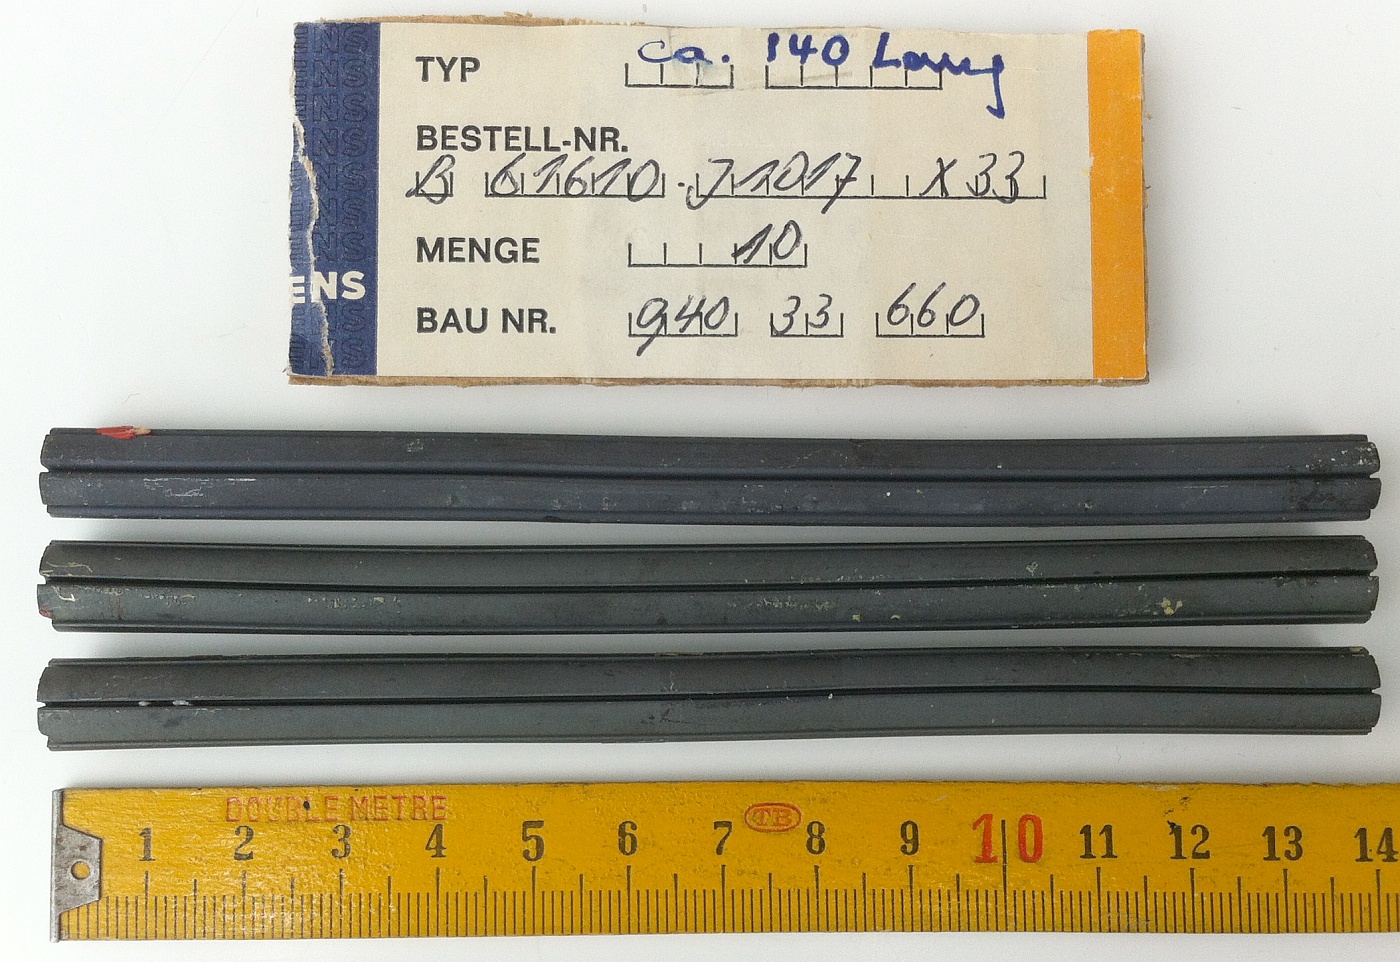 TYP ca. 140 Lang
BESTELL-NR.
B 61610-J1017 X33
MENGE 10
ENS
BAU NR. 940 33 660
DOUBLE METRE
TB
1 2 3 4 5 6 7 8 9 10 11 12 13 14